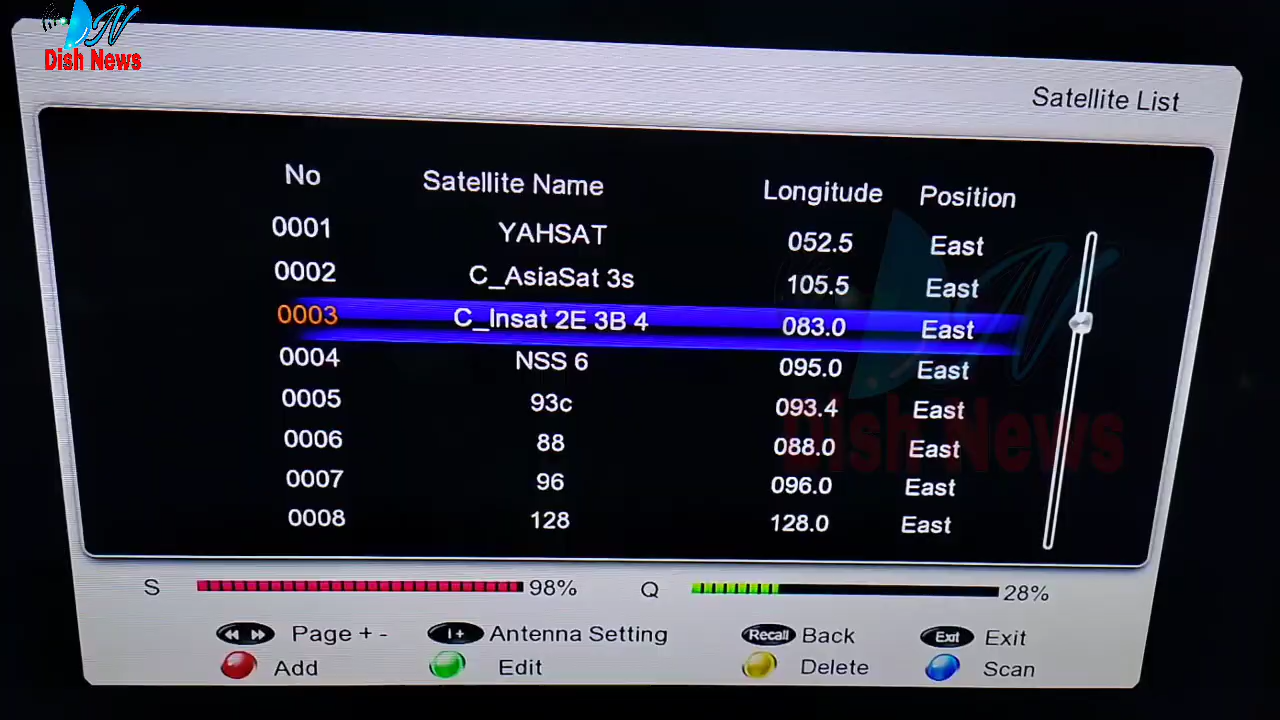 Dish News
Satellite List
No Satellite Name Longitude Position
0001 YAHSAT 052.5 East
0002 C_AsiaSat 3s 105.5 East
0003 C_Insat 2E 3B 4 083.0 East
0004 NSS 6 095.0 East
0005 93c 093.4 East
0006 88 088.0 East
0007 96 096.0 East
0008 128 128.0 East
Dish News
S 98% Q 28%
Page + - I+ Antenna Setting Recall Back Exit Exit
Add Edit Delete Scan